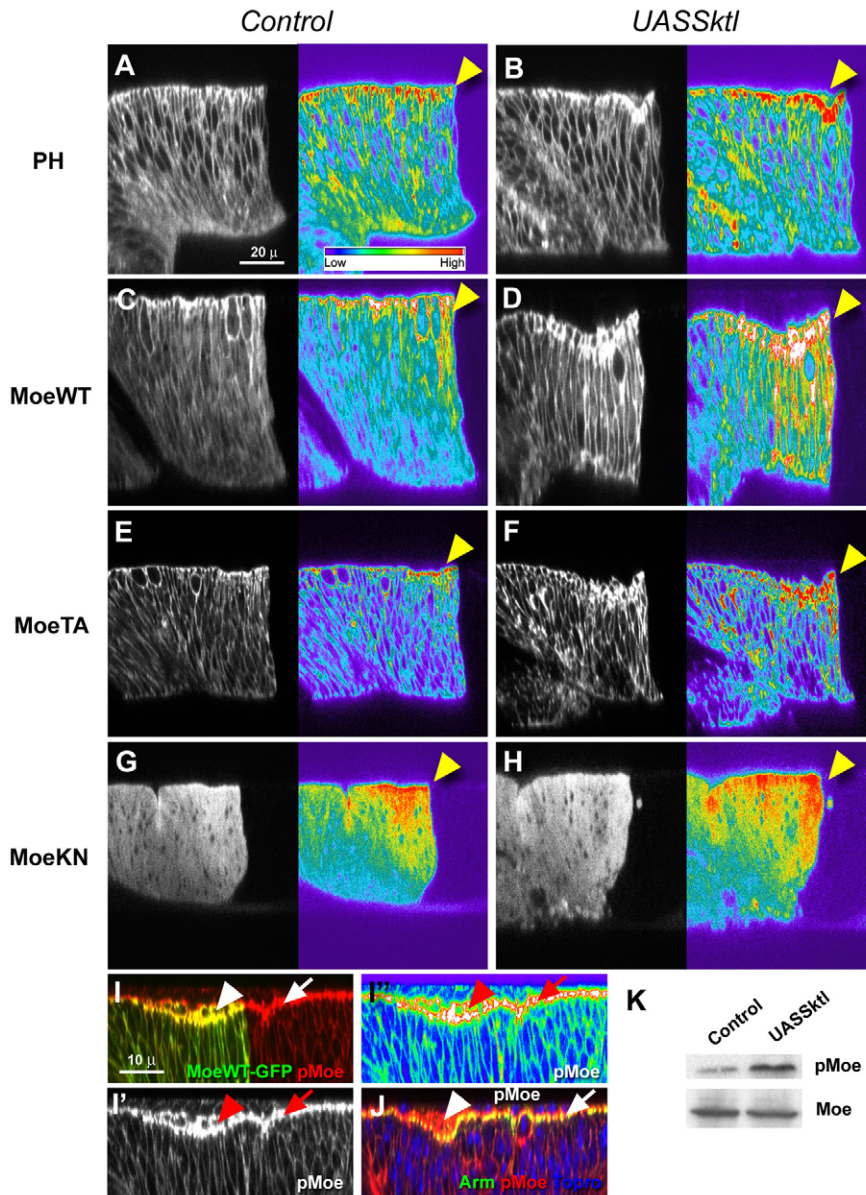 Control UASSktl
A B
PH
20 μ
Low High
C D
MoeWT
E F
MoeTA
G H
MoeKN
I I''
MoeWT-GFP pMoe pMoe
10 μ
I' J pMoe
pMoe Arm pMoe Topro
K
Control UASSktl
pMoe
Moe